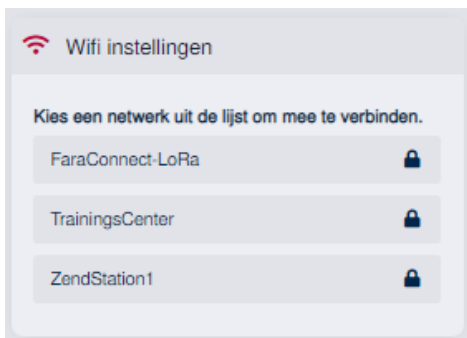 Wifi instellingen
Kies een netwerk uit de lijst om mee te verbinden.
FaraConnect-LoRa
TrainingsCenter
ZendStation1